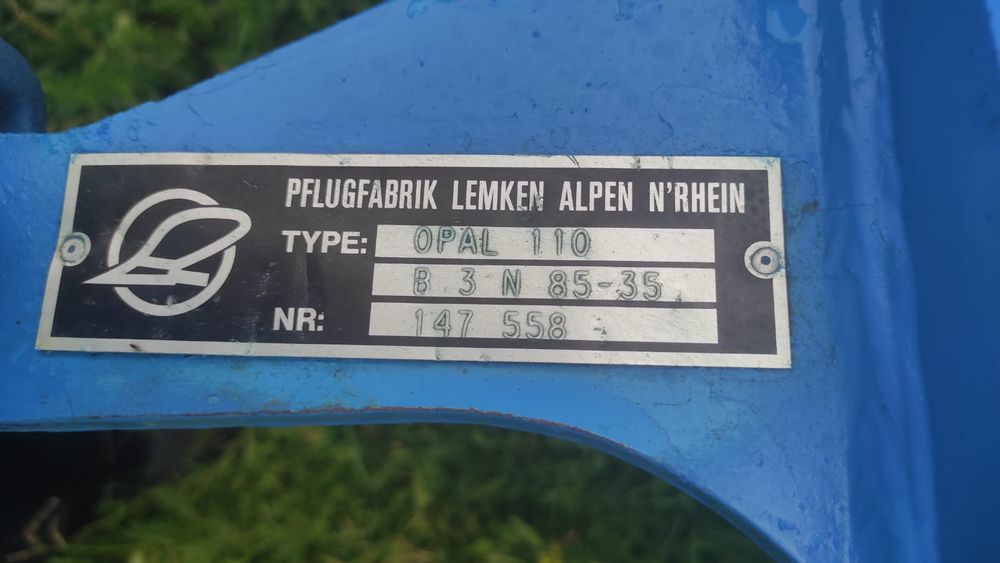 PFLUGFABRIK LEMKEN ALPEN N'RHEIN
TYPE: OPAL 110
B 3 N 85-35
NR: 147 558